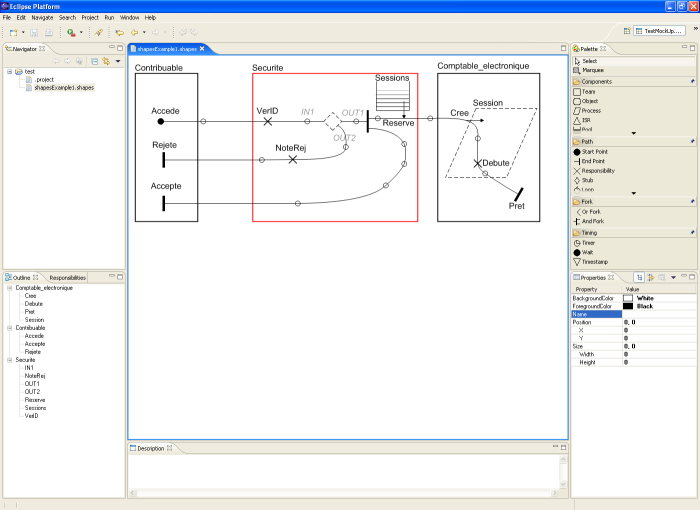 Eclipse Platform
File Edit Navigate Search Project Run Window Help
TestMockUp...
Navigator
test
.project
shapesExample1.shapes
shapesExample1.shapes
Contribuable
Securite
Comptable_electronique
Sessions
Session
Accede
VerID
IN1
OUT1
Reserve
Cree
OUT2
Rejete
NoteRej
Debute
Accepte
Pret
Palette
Select
Marquee
Components
Team
Object
Process
ISR
Pool
Path
Start Point
End Point
Responsibility
Stub
Loop
Fork
Or Fork
And Fork
Timing
Timer
Wait
Timestamp
Outline Responsibilities
Comptable_electronique
Cree
Debute
Pret
Session
Contribuable
Accede
Accepte
Rejete
Securite
IN1
NoteRej
OUT1
OUT2
Reserve
Sessions
VerID
Properties
Property Value
BackgroundColor White
ForegroundColor Black
Name
Position 0, 0
X 0
Y 0
Size 0, 0
Width 0
Height 0
Description